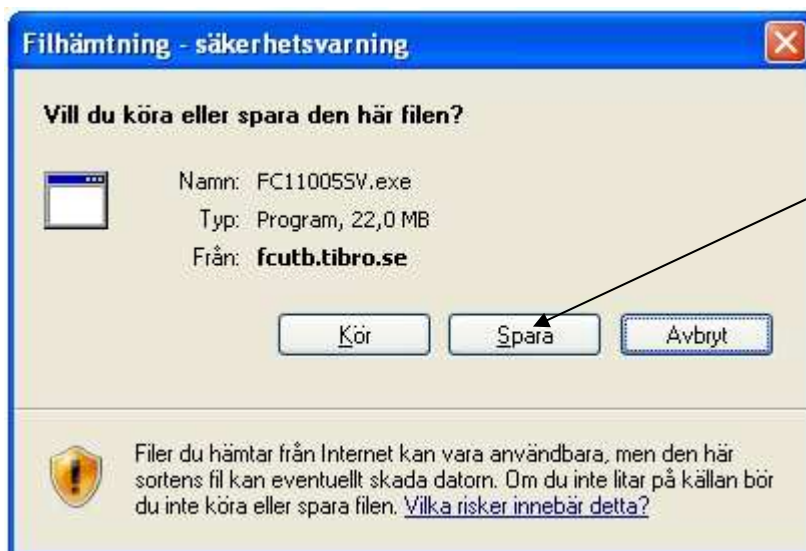 Filhämtning - säkerhetsvarning
Vill du köra eller spara den här filen?
Namn: FC11005SV.exe
Typ: Program, 22,0 MB
Från: fcutb.tibro.se
Kör Spara Avbryt
Filer du hämtar från Internet kan vara användbara, men den här
sortens fil kan eventuellt skada datorn. Om du inte litar på källan bör
du inte köra eller spara filen. Vilka risker innebär detta?